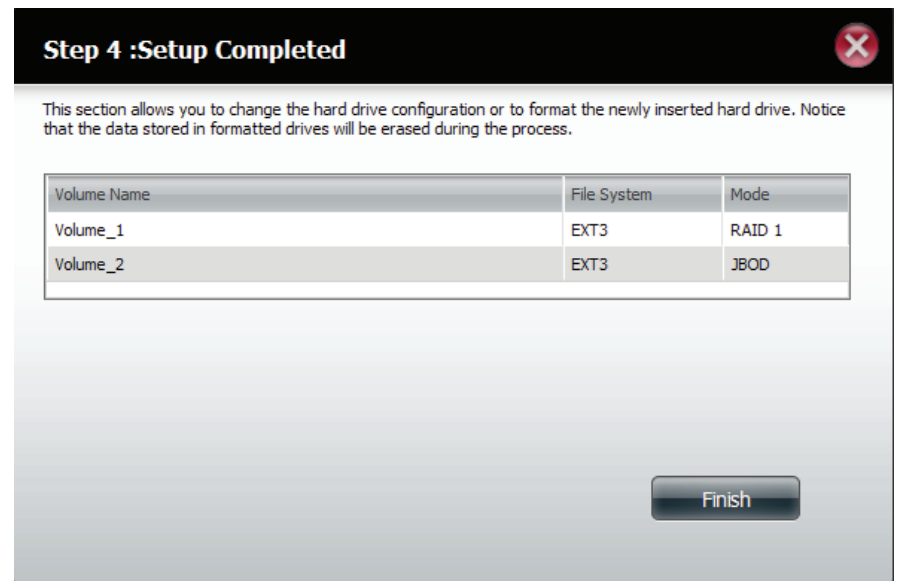 Step 4 :Setup Completed
This section allows you to change the hard drive configuration or to format the newly inserted hard drive. Notice
that the data stored in formatted drives will be erased during the process.
Volume Name File System Mode
Volume_1 EXT3 RAID 1
Volume_2 EXT3 JBOD
Finish